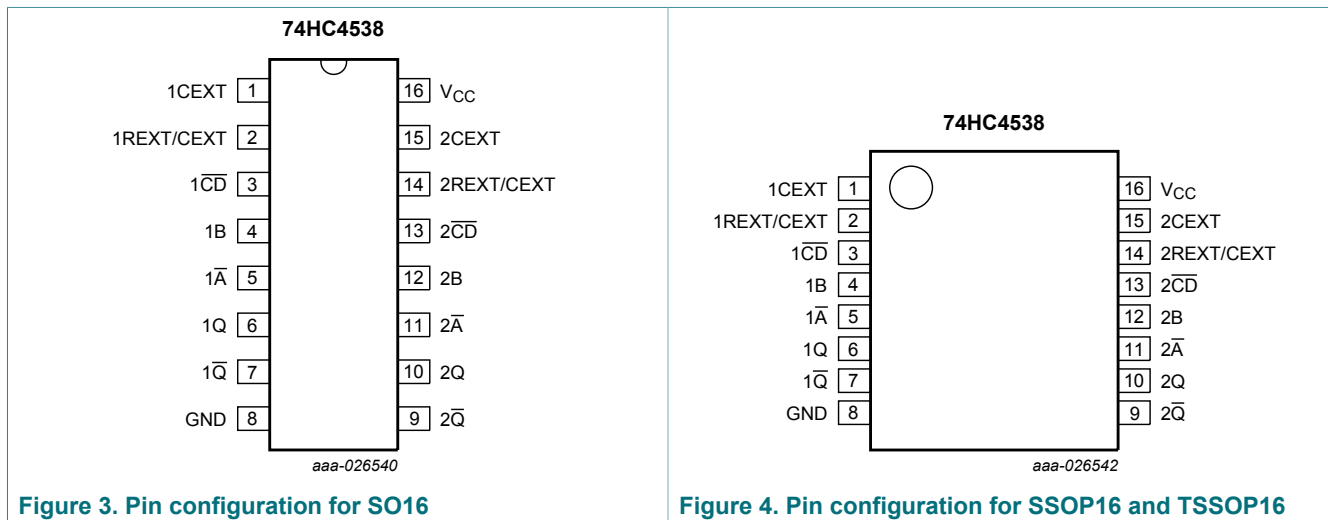 74HC4538
1CEXT 1 16 VCC
1REXT/CEXT 2 15 2CEXT
1C̅D̅ 3 14 2REXT/CEXT
1B 4 13 2C̅D̅
1A̅ 5 12 2B
1Q 6 11 2A̅
1Q̅ 7 10 2Q
GND 8 9 2Q̅
aaa-026540
Figure 3. Pin configuration for SO16
74HC4538
1CEXT 1 16 VCC
1REXT/CEXT 2 15 2CEXT
1C̅D̅ 3 14 2REXT/CEXT
1B 4 13 2C̅D̅
1A̅ 5 12 2B
1Q 6 11 2A̅
1Q̅ 7 10 2Q
GND 8 9 2Q̅
aaa-026542
Figure 4. Pin configuration for SSOP16 and TSSOP16